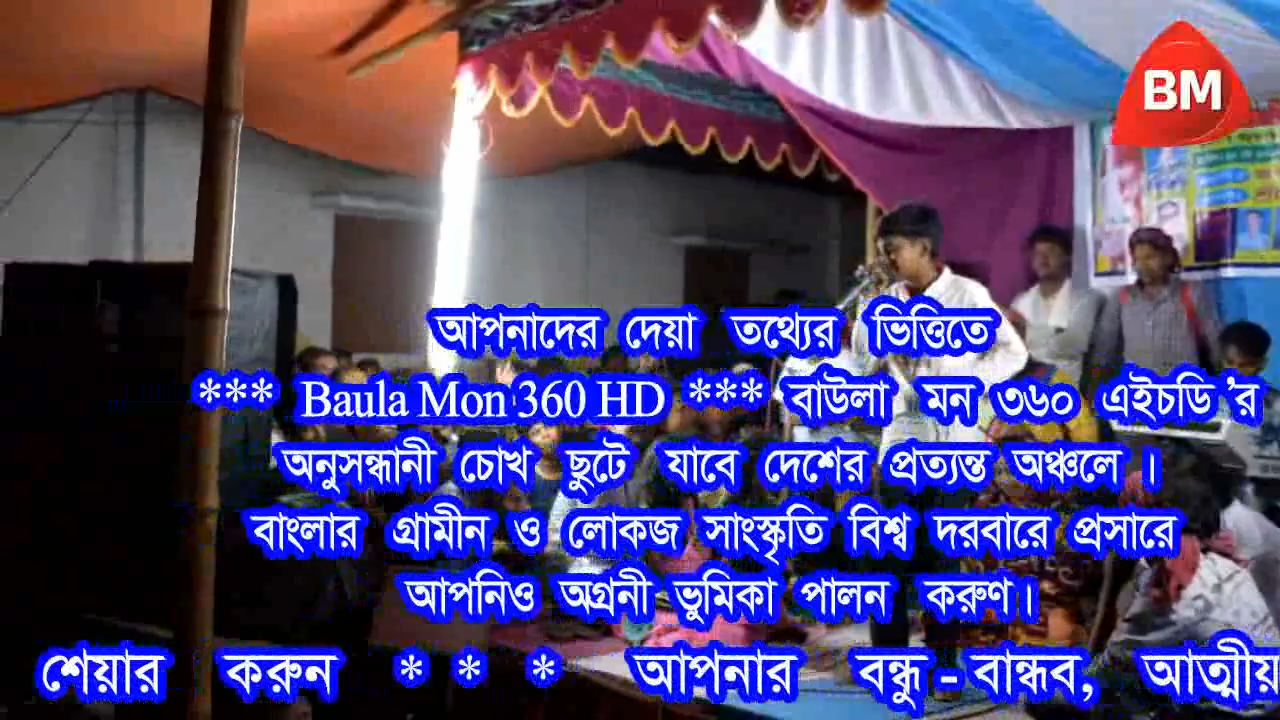 BM
আপনাদের দেয়া তথ্যের ভিত্তিতে
*** Baula Mon 360 HD *** বাউলা মন ৩৬০ এইচডি ’র
অনুসন্ধানী চোখ ছুটে যাবে দেশের প্রত্যন্ত অঞ্চলে ।
বাংলার গ্রামীন ও লোকজ সাংস্কৃতি বিশ্ব দরবারে প্রসারে
আপনিও অগ্রনী ভুমিকা পালন করুণ।
শেয়ার করুন * * * আপনার বন্ধু - বান্ধব, আত্মীয়